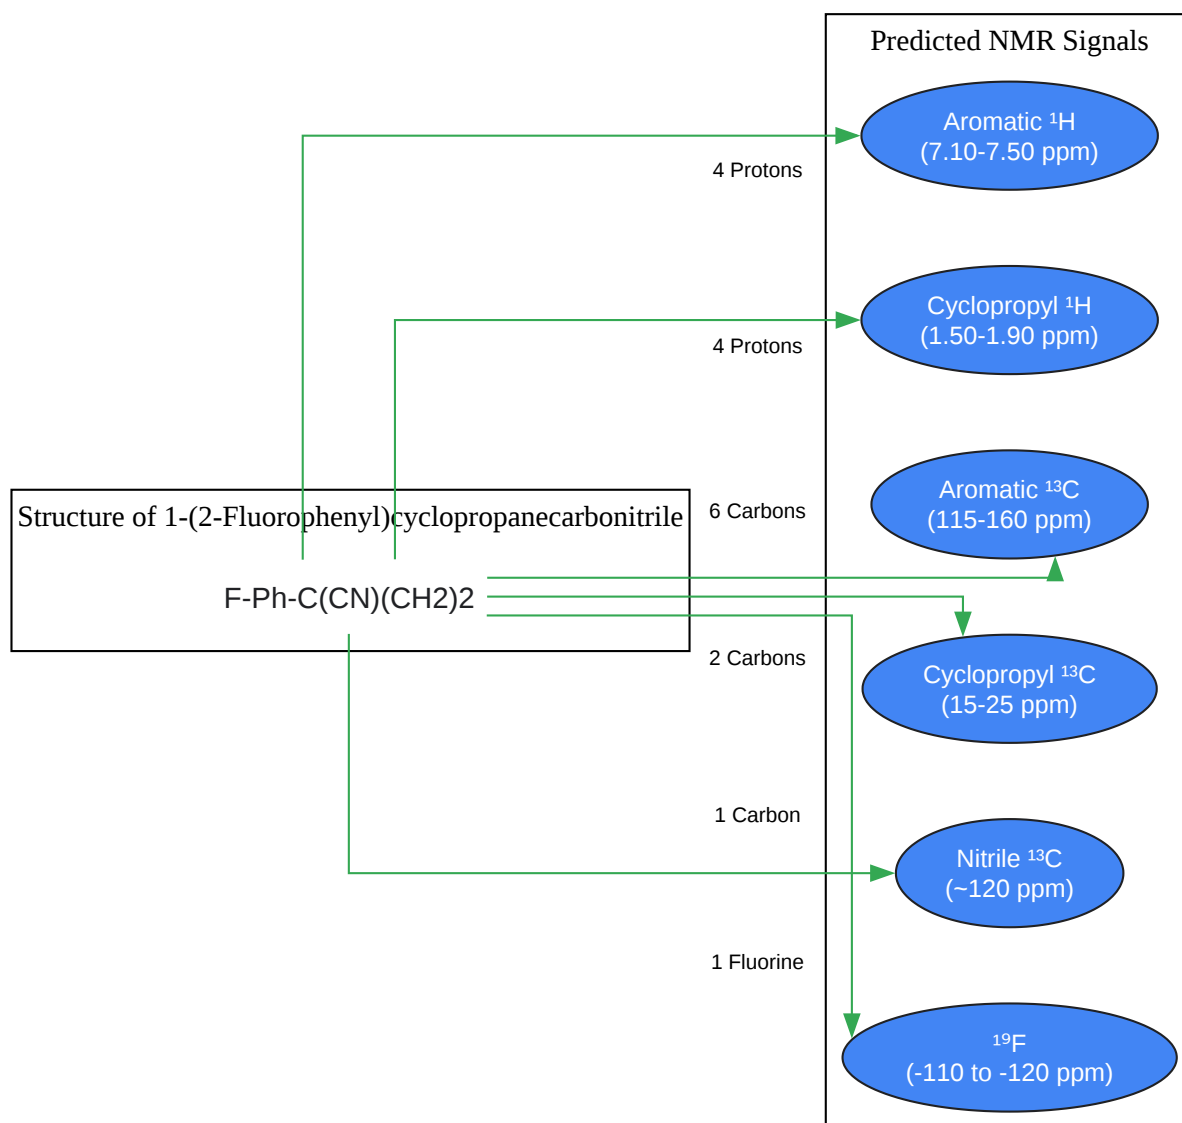 Predicted NMR Signals
Aromatic ¹H
(7.10-7.50 ppm)
4 Protons
Cyclopropyl ¹H
(1.50-1.90 ppm)
4 Protons
Aromatic ¹³C
(115-160 ppm)
6 Carbons
Structure of 1-(2-Fluorophenyl)cyclopropanecarbonitrile
F-Ph-C(CN)(CH2)2
2 Carbons
Cyclopropyl ¹³C
(15-25 ppm)
1 Carbon
Nitrile ¹³C
(~120 ppm)
1 Fluorine
¹⁹F
(-110 to -120 ppm)